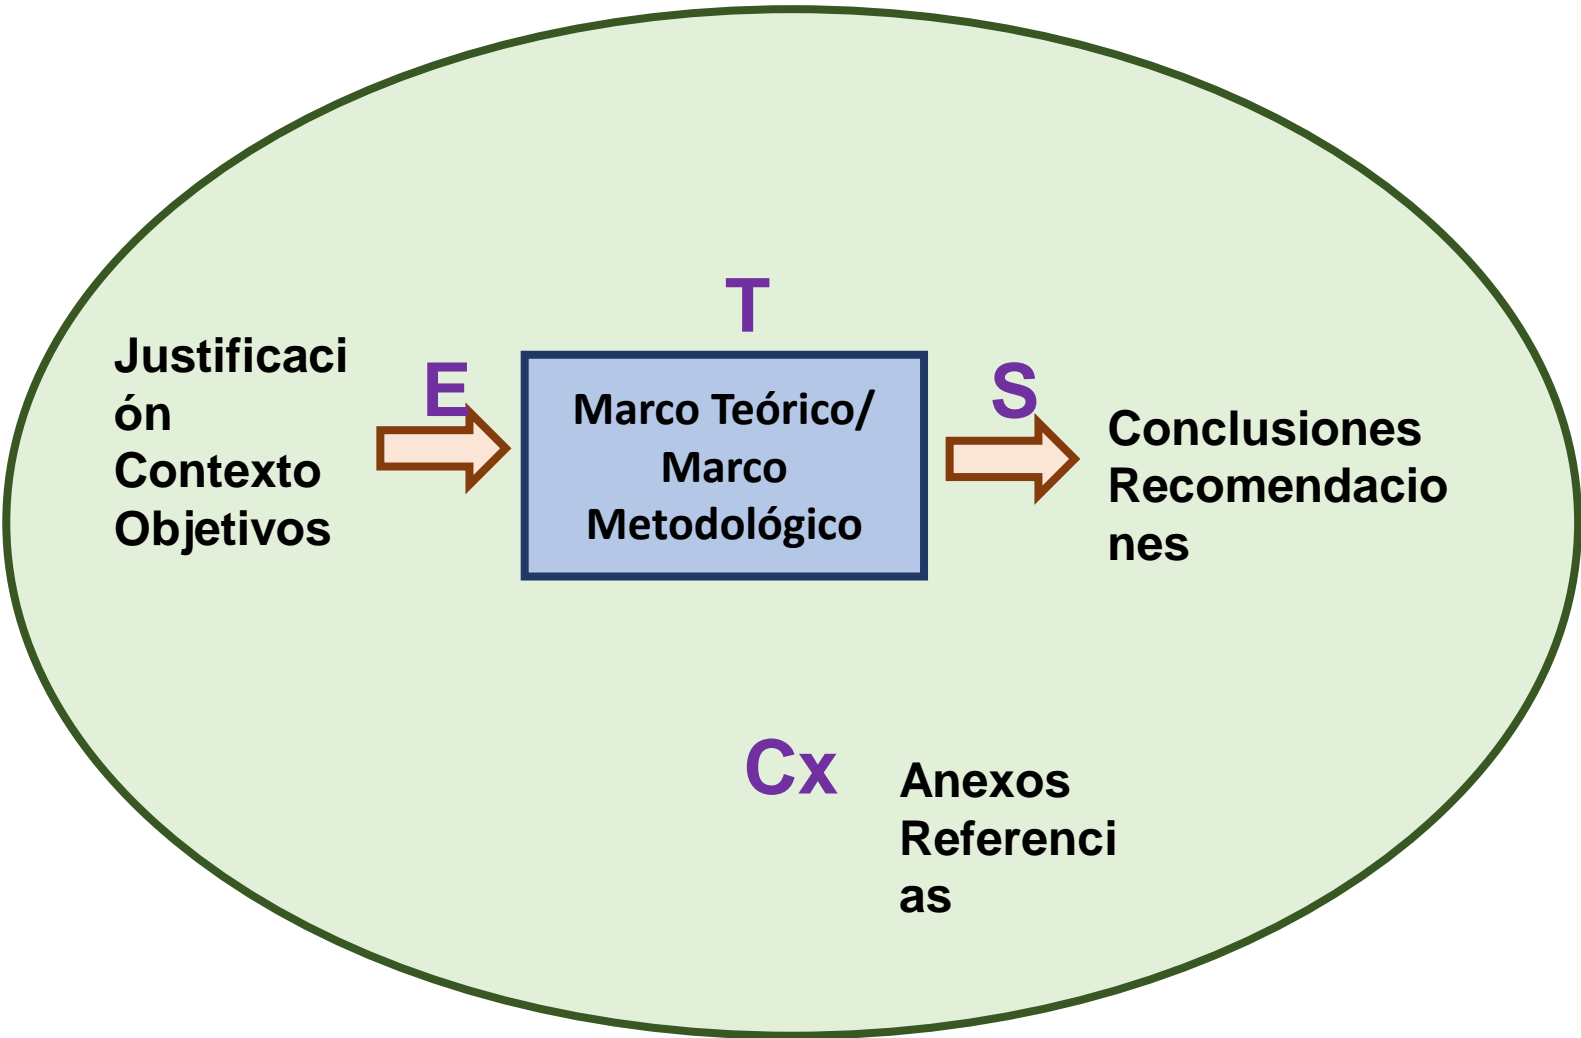 T
Justificaci
ón
Contexto
Objetivos
E
Marco Teórico/
Marco
Metodológico
S
Conclusiones
Recomendacio
nes
Cx
Anexos
Referenci
as